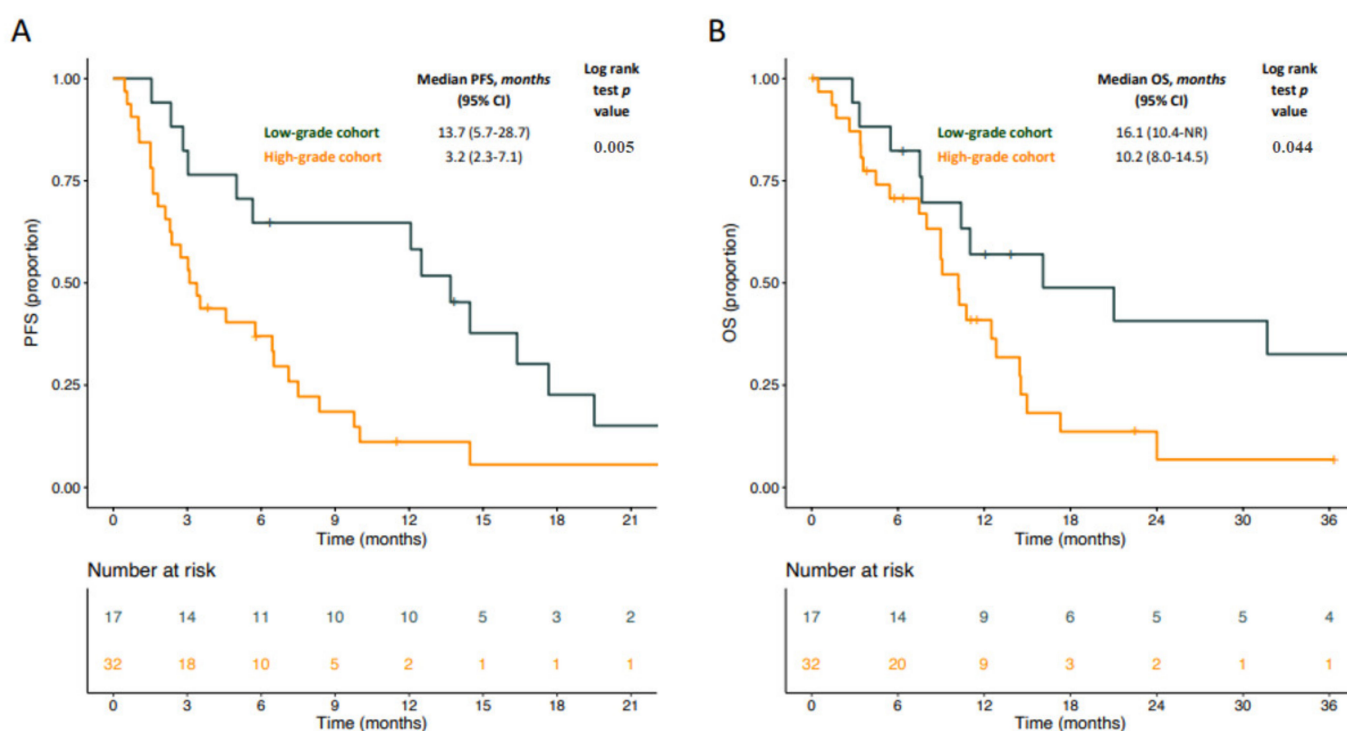 A
Median PFS, months
(95% CI)
Log rank
test p
value
Low-grade cohort 13.7 (5.7-28.7) 0.005
High-grade cohort 3.2 (2.3-7.1)
PFS (proportion)
1.00
0.75
0.50
0.25
0.00
0 3 6 9 12 15 18 21
Time (months)
Number at risk
17 14 11 10 10 5 3 2
32 18 10 5 2 1 1 1
0 3 6 9 12 15 18 21
Time (months)
B
Median OS, months
(95% CI)
Log rank
test p
value
Low-grade cohort 16.1 (10.4-NR) 0.044
High-grade cohort 10.2 (8.0-14.5)
OS (proportion)
1.00
0.75
0.50
0.25
0.00
0 6 12 18 24 30 36
Time (months)
Number at risk
17 14 9 6 5 5 4
32 20 9 3 2 1 1
0 6 12 18 24 30 36
Time (months)